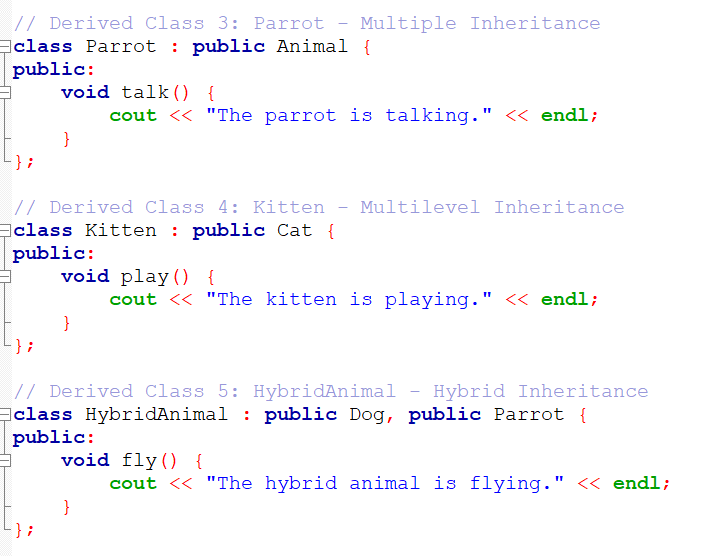 // Derived Class 3: Parrot - Multiple Inheritance
class Parrot : public Animal {
public:
    void talk() {
        cout << "The parrot is talking." << endl;
    }
};

// Derived Class 4: Kitten - Multilevel Inheritance
class Kitten : public Cat {
public:
    void play() {
        cout << "The kitten is playing." << endl;
    }
};

// Derived Class 5: HybridAnimal - Hybrid Inheritance
class HybridAnimal : public Dog, public Parrot {
public:
    void fly() {
        cout << "The hybrid animal is flying." << endl;
    }
};